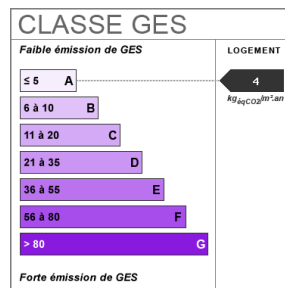 CLASSE GES
Faible émission de GES
LOGEMENT
≤ 5 A
4
kgéqCO2/m².an
6 à 10 B
11 à 20 C
21 à 35 D
36 à 55 E
56 à 80 F
> 80 G
Forte émission de GES